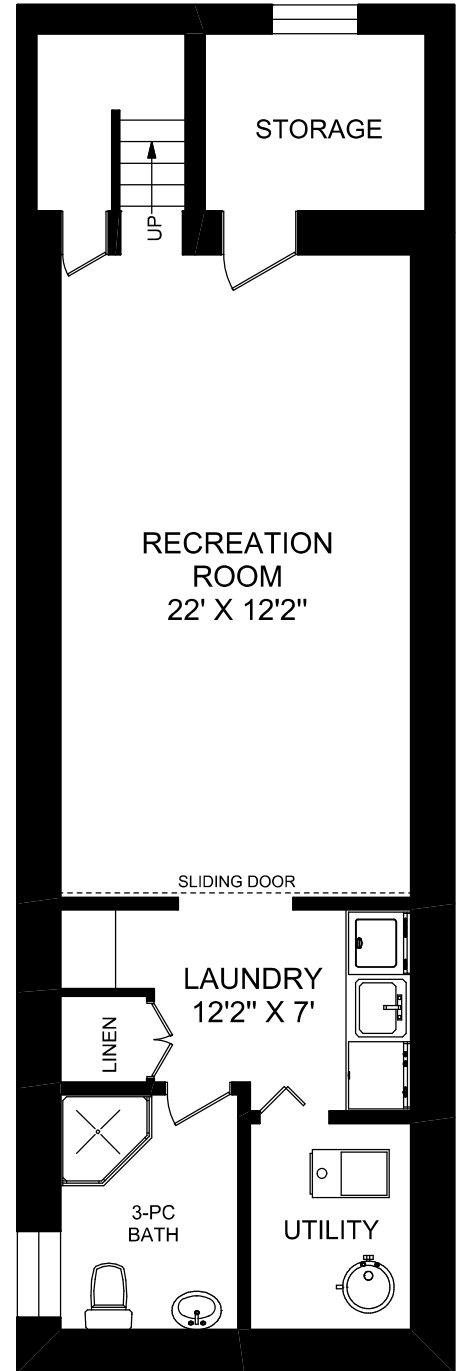 STORAGE
UP
RECREATION
ROOM
22' X 12'2"
SLIDING DOOR
LAUNDRY
12'2" X 7'
LINEN
3-PC
BATH
UTILITY